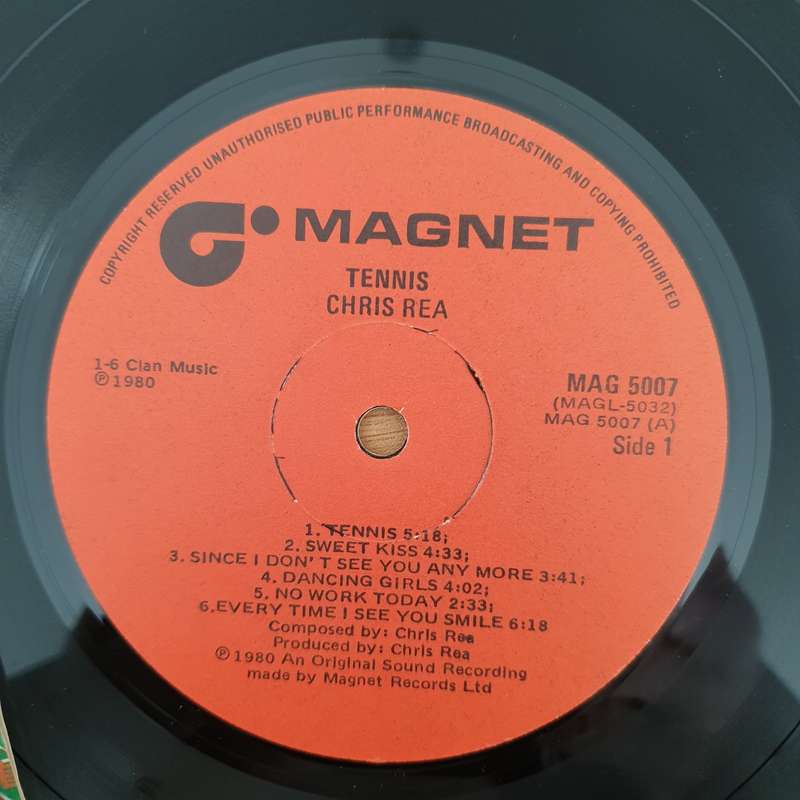 COPYRIGHT RESERVED UNAUTHORISED PUBLIC PERFORMANCE BROADCASTING AND COPYING PROHIBITED
MAGNET
TENNIS
CHRIS REA
1-6 Clan Music
℗ 1980
MAG 5007
(MAGL-5032)
MAG 5007 (A)
Side 1
1. TENNIS 5:18;
2. SWEET KISS 4:33;
3. SINCE I DON'T SEE YOU ANY MORE 3:41;
4. DANCING GIRLS 4:02;
5. NO WORK TODAY 2:33;
6.EVERY TIME I SEE YOU SMILE 6:18
Composed by: Chris Rea
Produced by: Chris Rea
℗ 1980 An Original Sound Recording
made by Magnet Records Ltd